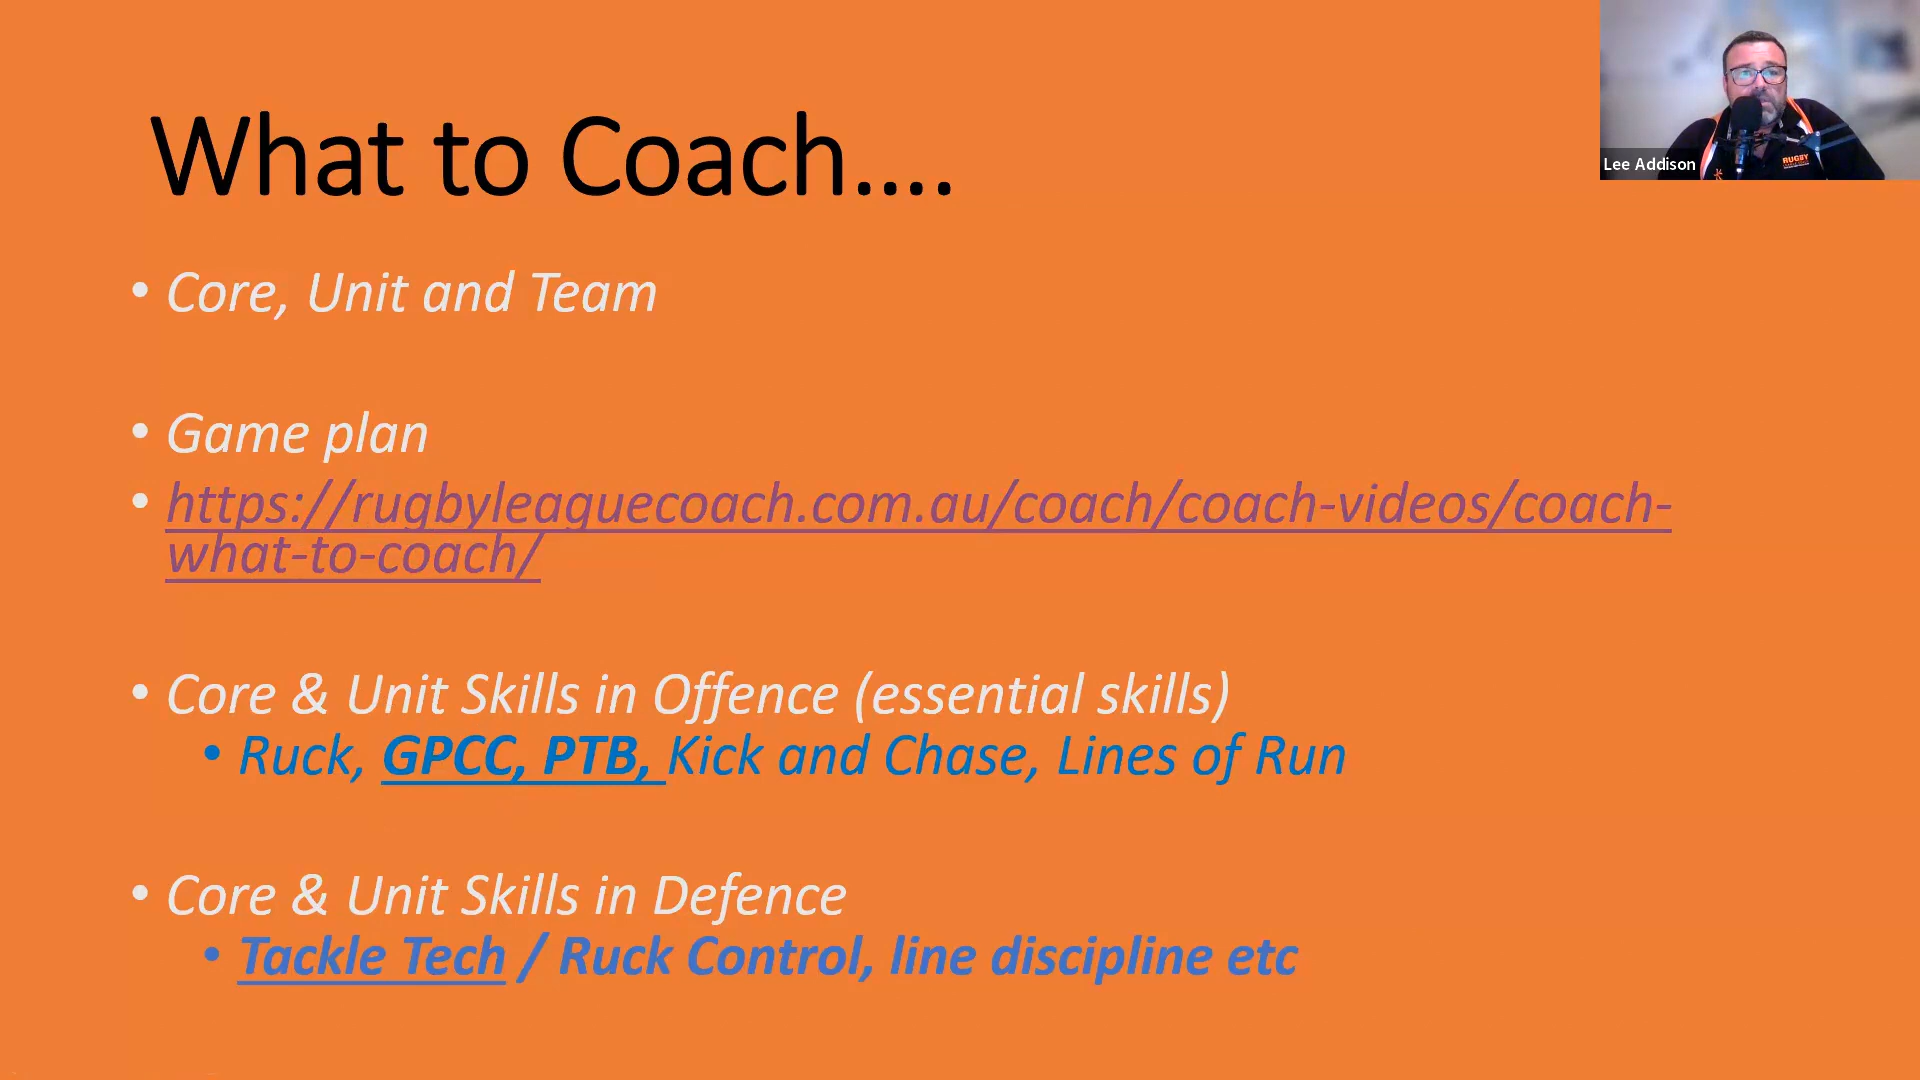 What to Coach....
Lee Addison
RUGBY
• Core, Unit and Team
• Game plan
• https://rugbyleaguecoach.com.au/coach/coach-videos/coach-
what-to-coach/
• Core & Unit Skills in Offence (essential skills)
• Ruck, GPCC, PTB, Kick and Chase, Lines of Run
• Core & Unit Skills in Defence
• Tackle Tech / Ruck Control, line discipline etc